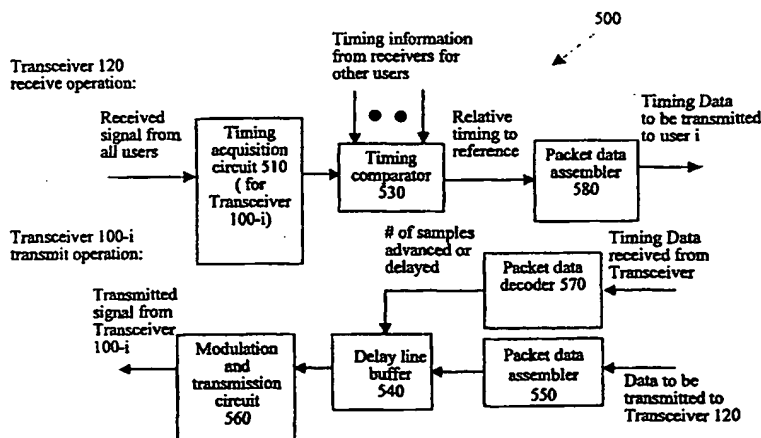 500
Transceiver 120
receive operation:
Timing information
from receivers for
other users
Received
signal from
all users
Timing
acquisition
circuit 510
( for
Transceiver
100-i)
Timing
comparator
530
Relative
timing to
reference
Packet data
assembler
580
Timing Data
to be transmitted
to user i
Transceiver 100-i
transmit operation:
# of samples
advanced or
delayed
Packet data
decoder 570
Timing Data
received from
Transceiver
Transmitted
signal from
Transceiver
100-i
Modulation
and
transmission
circuit
560
Delay line
buffer
540
Packet data
assembler
550
Data to be
transmitted to
Transceiver 120